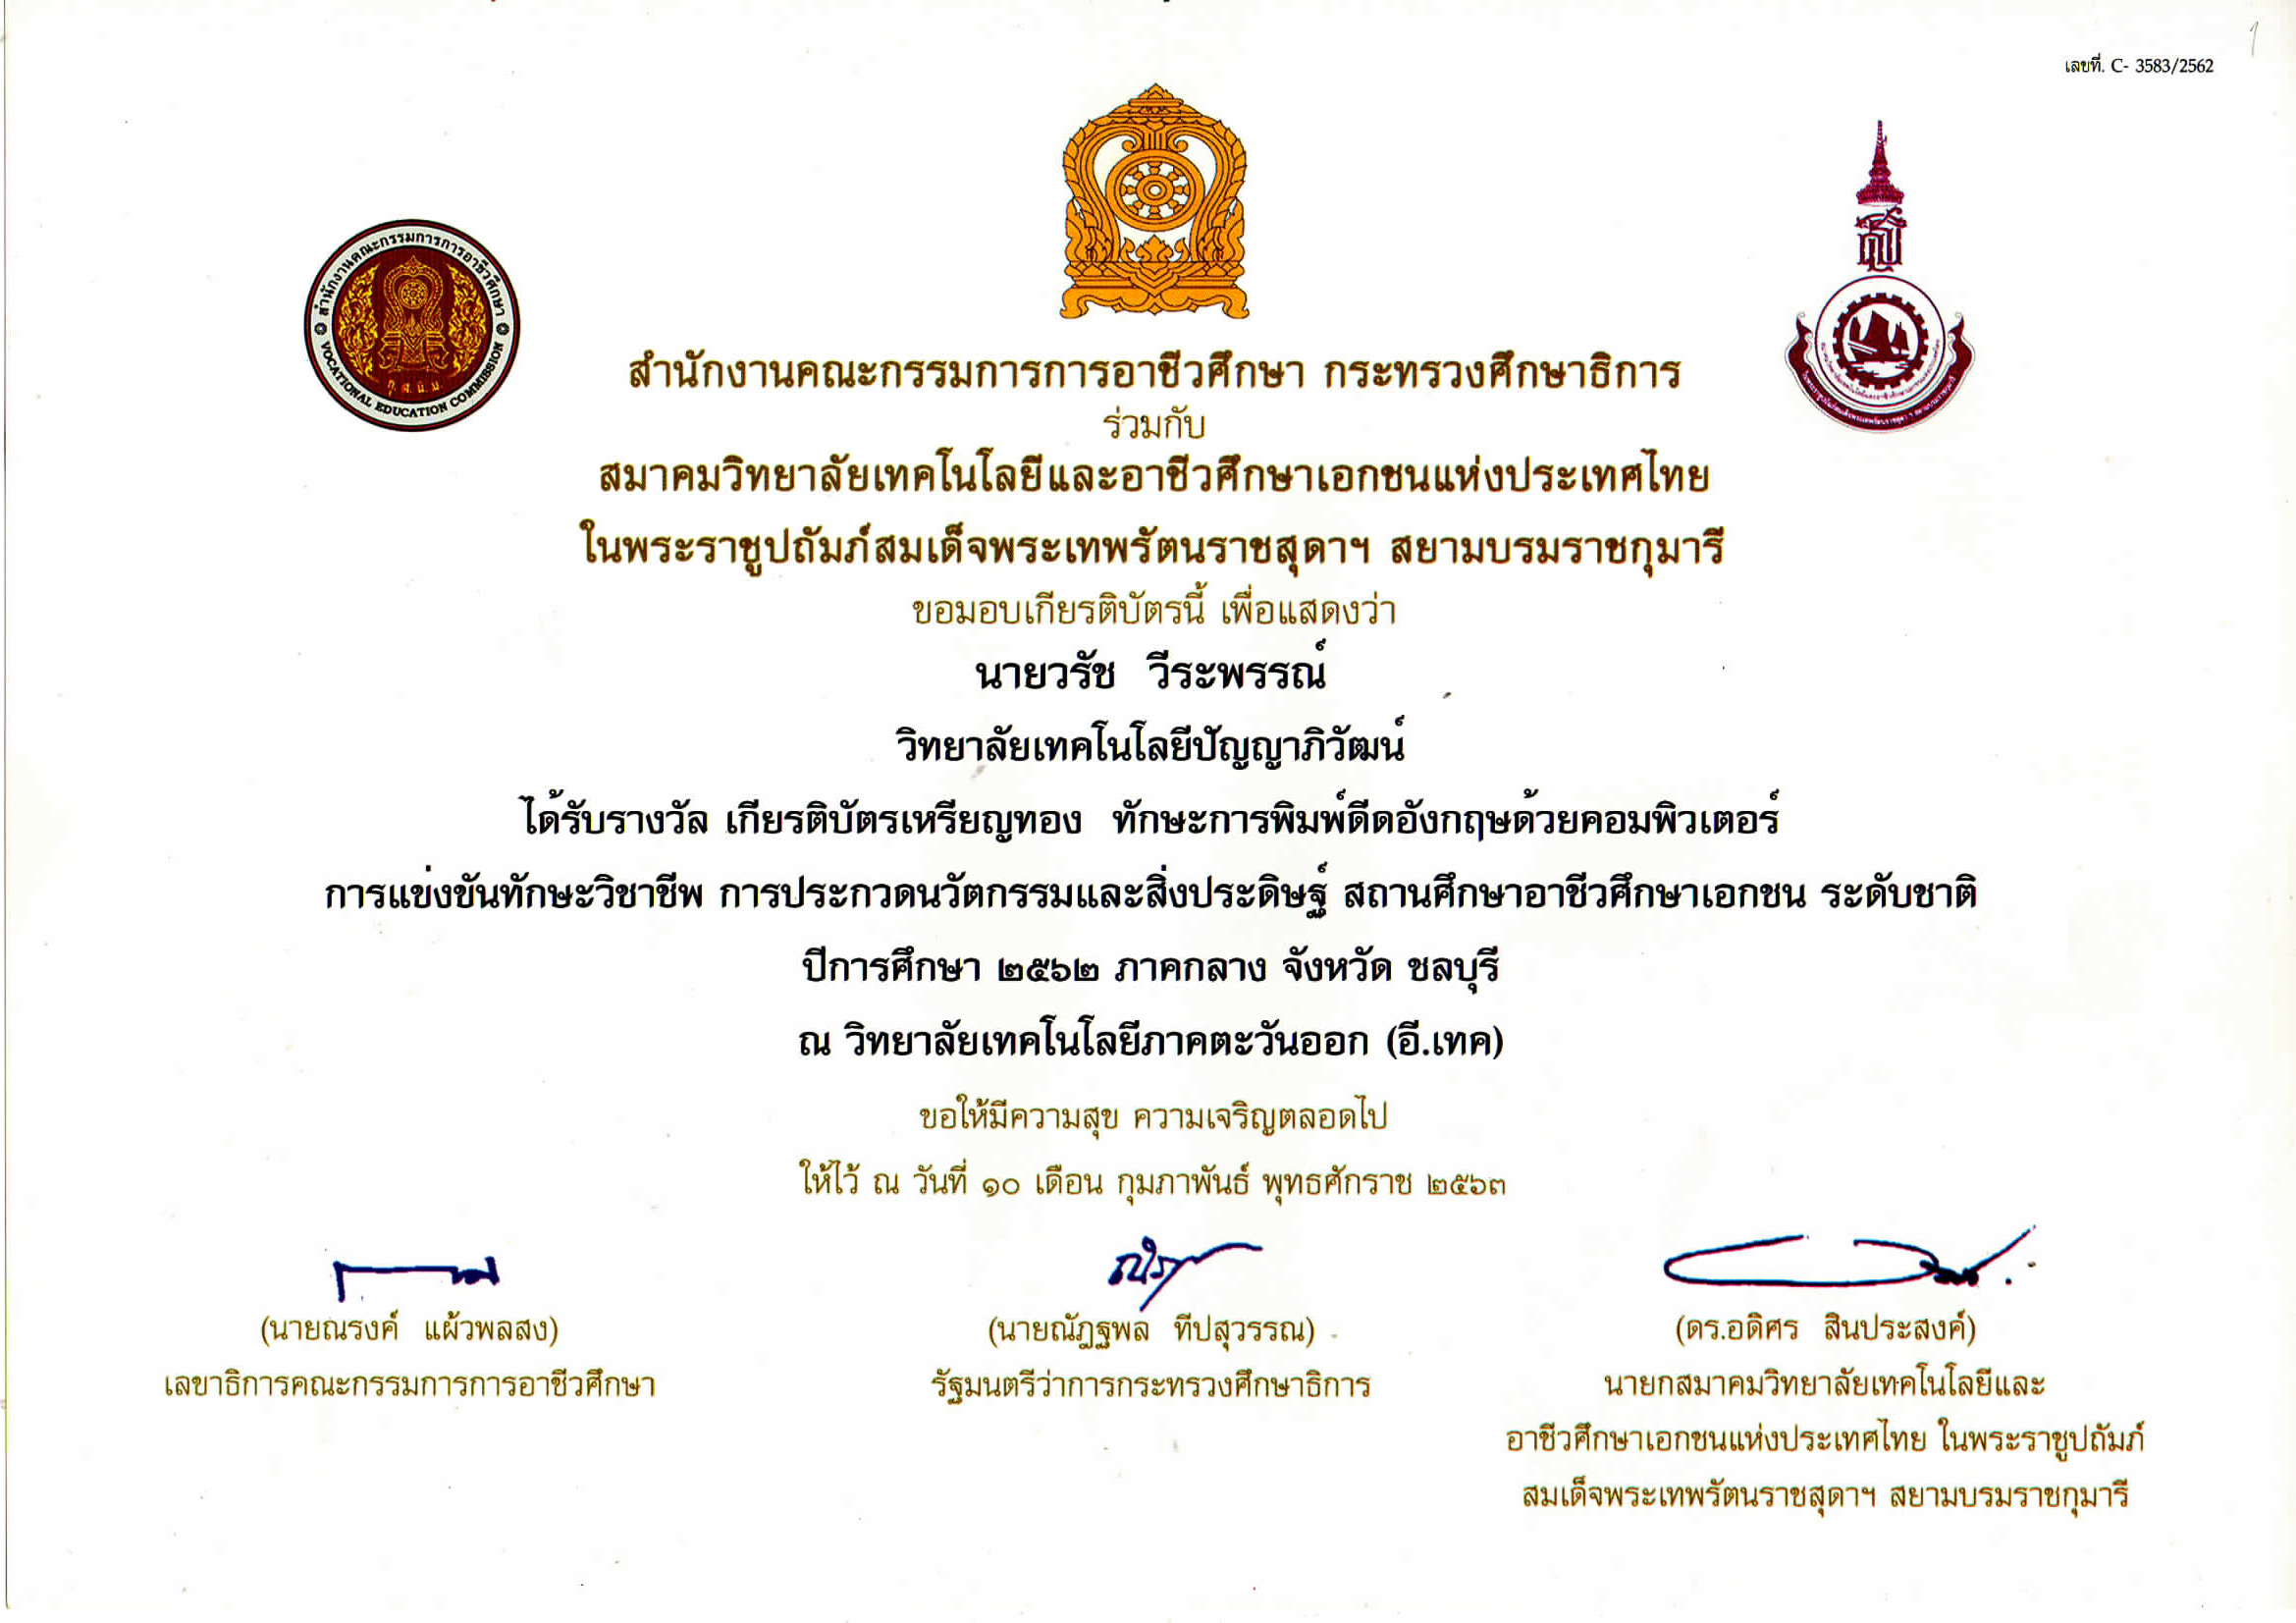 เลขที่. C- 3583/2562
สำนักงานคณะกรรมการการอาชีวศึกษา
VOCATIONAL EDUCATION COMMISSION
สำนักงานคณะกรรมการการอาชีวศึกษา กระทรวงศึกษาธิการ
ร่วมกับ
สมาคมวิทยาลัยเทคโนโลยีและอาชีวศึกษาเอกชนแห่งประเทศไทย
ในพระราชูปถัมภ์สมเด็จพระเทพรัตนราชสุดาฯ สยามบรมราชกุมารี
ขอมอบเกียรติบัตรนี้ เพื่อแสดงว่า
นายวรัช วีระพรรณ์
วิทยาลัยเทคโนโลยีปัญญาภิวัฒน์
ได้รับรางวัล เกียรติบัตรเหรียญทอง ทักษะการพิมพ์ดีดอังกฤษด้วยคอมพิวเตอร์
การแข่งขันทักษะวิชาชีพ การประกวดนวัตกรรมและสิ่งประดิษฐ์ สถานศึกษาอาชีวศึกษาเอกชน ระดับชาติ
ปีการศึกษา ๒๕๖๒ ภาคกลาง จังหวัด ชลบุรี
ณ วิทยาลัยเทคโนโลยีภาคตะวันออก (อี.เทค)
ขอให้มีความสุข ความเจริญตลอดไป
ให้ไว้ ณ วันที่ ๑๐ เดือน กุมภาพันธ์ พุทธศักราช ๒๕๖๓
(นายณรงค์ แผ้วพลสง)
เลขาธิการคณะกรรมการการอาชีวศึกษา
(นายณัฏฐพล ทีปสุวรรณ)
รัฐมนตรีว่าการกระทรวงศึกษาธิการ
(ดร.อดิศร สินประสงค์)
นายกสมาคมวิทยาลัยเทคโนโลยีและ
อาชีวศึกษาเอกชนแห่งประเทศไทย ในพระราชูปถัมภ์
สมเด็จพระเทพรัตนราชสุดาฯ สยามบรมราชกุมารี